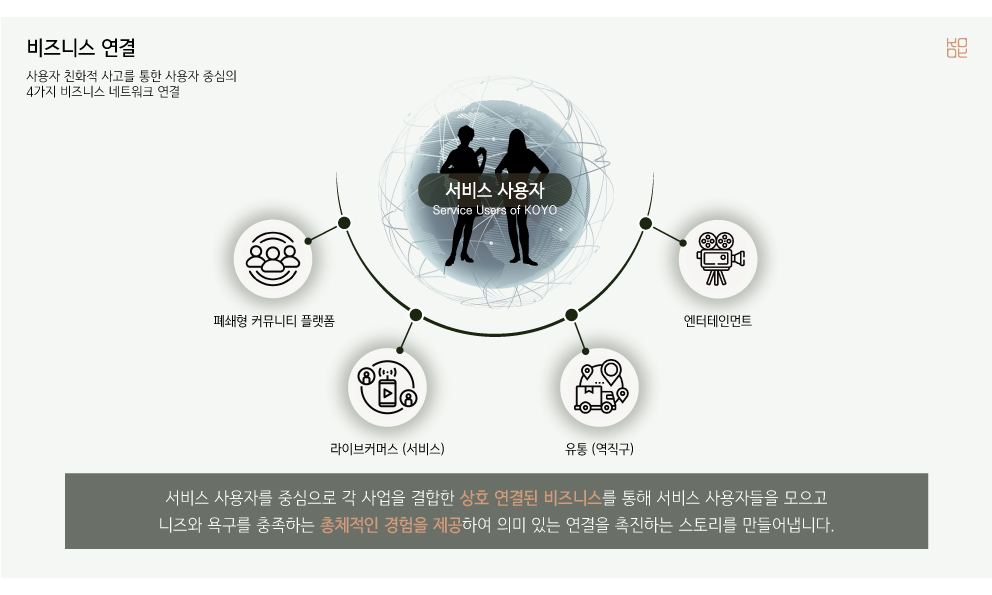 비즈니스 연결
사용자 친화적 사고를 통한 사용자 중심의
4가지 비즈니스 네트워크 연결
KO
YO
서비스 사용자
Service Users of KOYO
폐쇄형 커뮤니티 플랫폼
엔터테인먼트
라이브커머스 (서비스)
유통 (역직구)
서비스 사용자를 중심으로 각 사업을 결합한 상호 연결된 비즈니스를 통해 서비스 사용자들을 모으고
니즈와 욕구를 충족하는 총체적인 경험을 제공하여 의미 있는 연결을 촉진하는 스토리를 만들어냅니다.